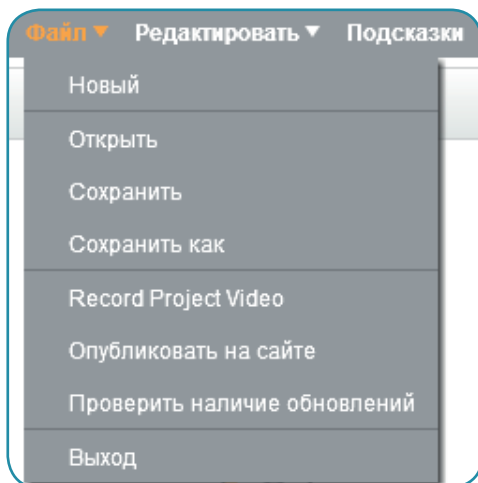 Файл ▼ Редактировать ▼ Подсказки
Новый
Открыть
Сохранить
Сохранить как
Record Project Video
Опубликовать на сайте
Проверить наличие обновлений
Выход